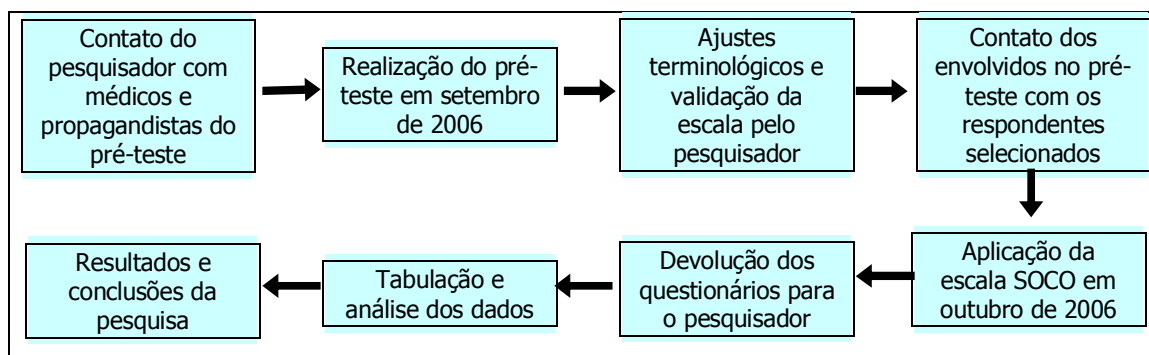 Contato do
pesquisador com
médicos e
propagandistas do
pré-teste
Realização do pré-
teste em setembro
de 2006
Ajustes
terminológicos e
validação da
escala pelo
pesquisador
Contato dos
envolvidos no pré-
teste com os
respondentes
selecionados
Aplicação da
escala SOCO em
outubro de 2006
Devolução dos
questionários para
o pesquisador
Tabulação e
análise dos dados
Resultados e
conclusões da
pesquisa